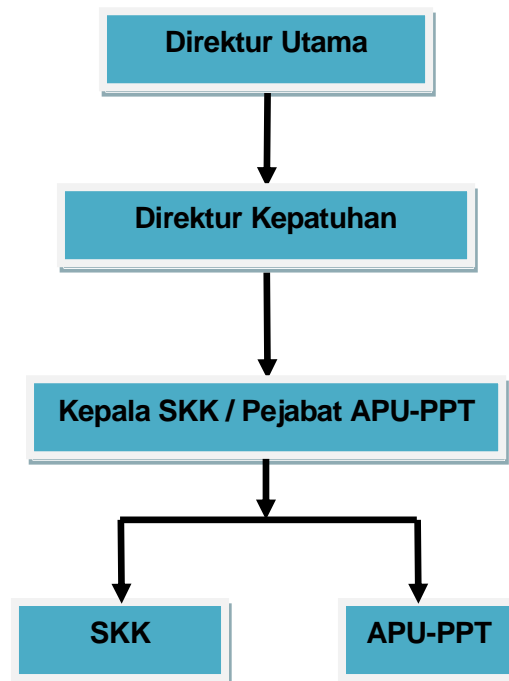 Direktur Utama
Direktur Kepatuhan
Kepala SKK / Pejabat APU-PPT
SKK
APU-PPT